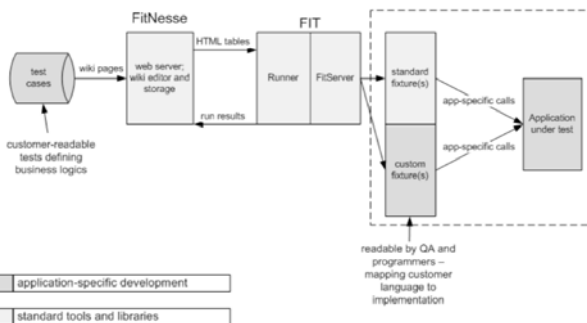 FitNesse
FIT
test
cases
wiki pages
web server;
wiki editor and
storage
HTML tables
run results
Runner
FitServer
standard
fixture(s)
custom
fixture(s)
app-specific calls
app-specific calls
Application
under test
customer-readable
tests defining
business logics
readable by QA and
programmers –
mapping customer
language to
implementation
application-specific development
standard tools and libraries